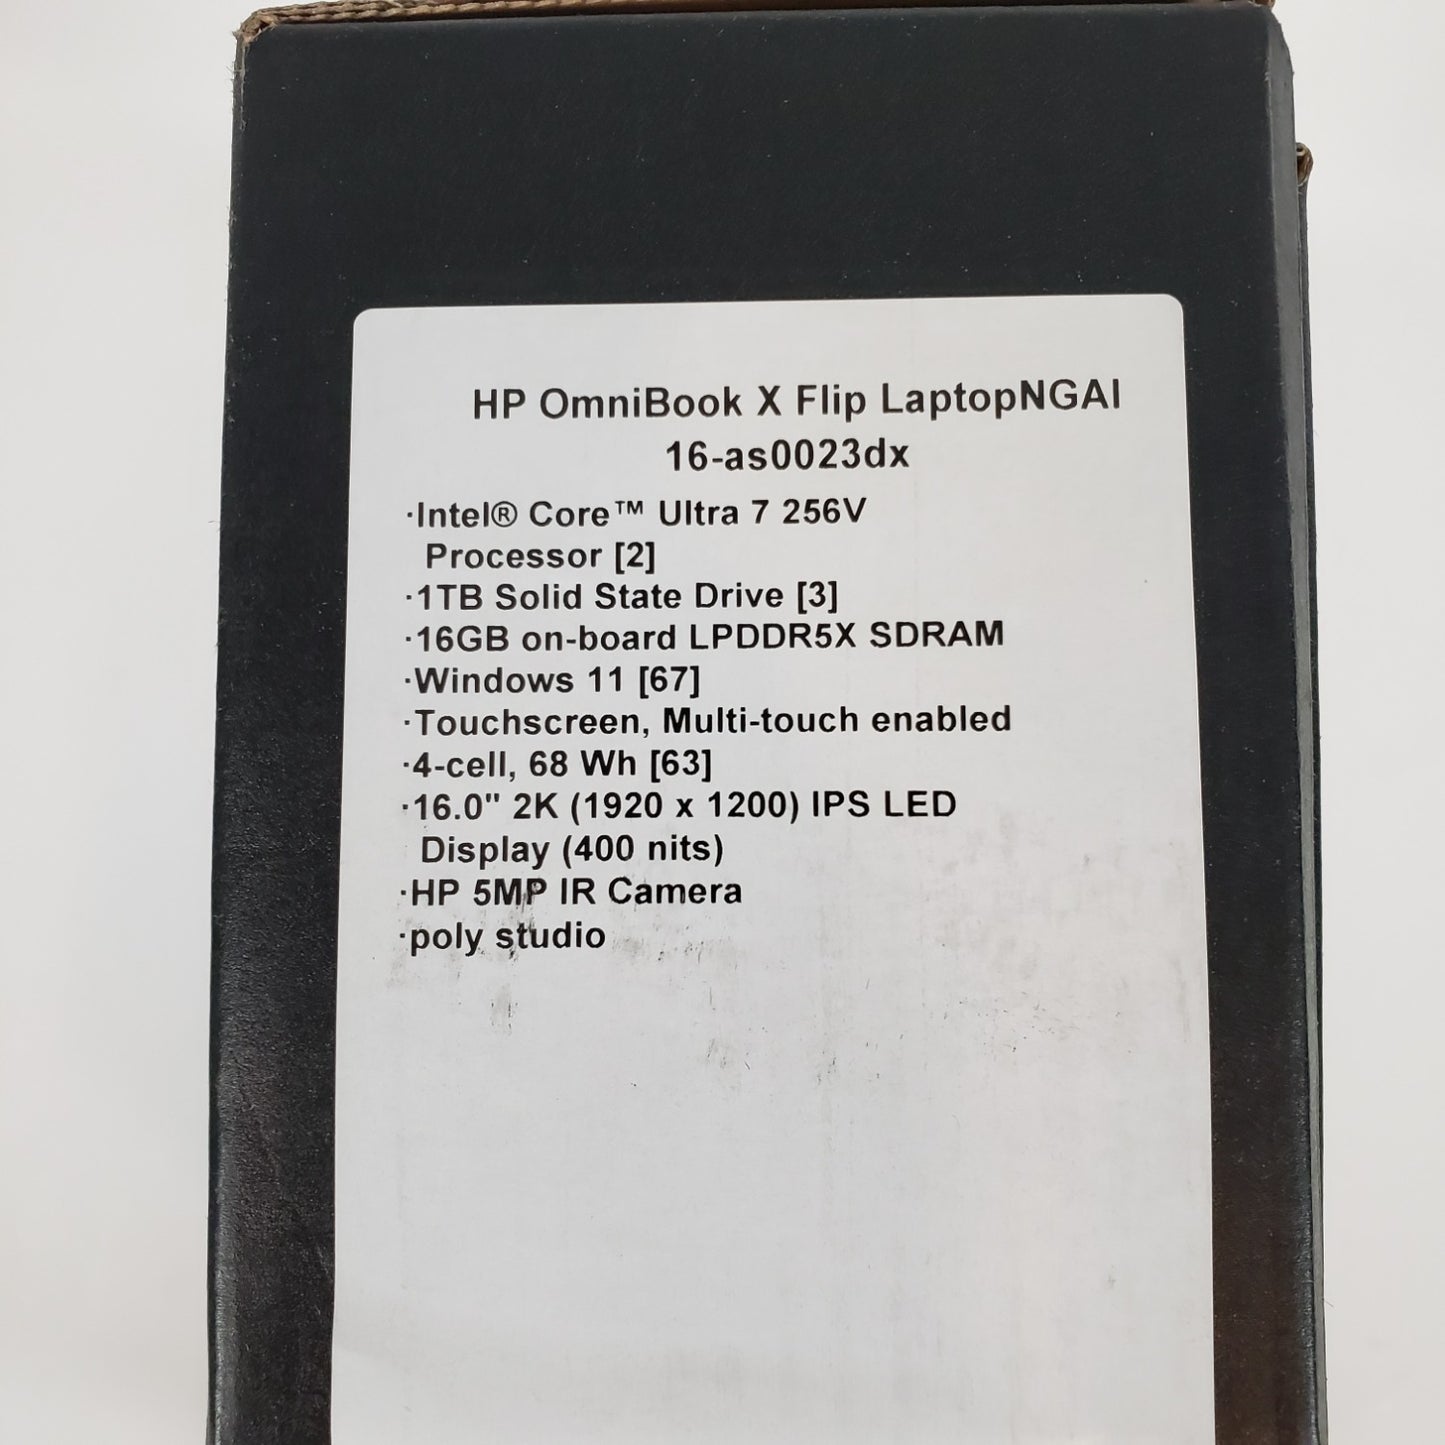 HP OmniBook X Flip LaptopNGAI
16-as0023dx
·Intel® Core™ Ultra 7 256V
Processor [2]
·1TB Solid State Drive [3]
·16GB on-board LPDDR5X SDRAM
·Windows 11 [67]
·Touchscreen, Multi-touch enabled
·4-cell, 68 Wh [63]
·16.0" 2K (1920 x 1200) IPS LED
Display (400 nits)
·HP 5MP IR Camera
·poly studio